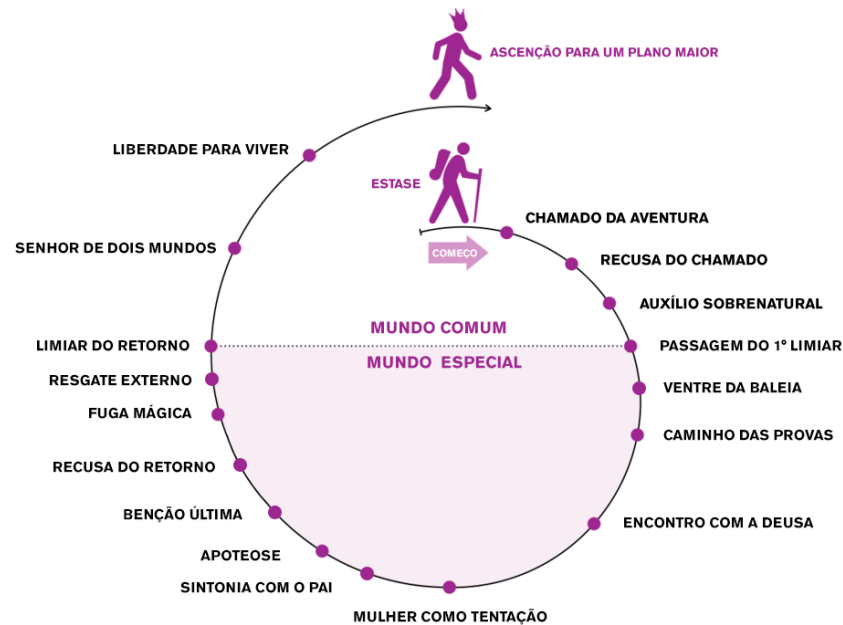 ASCENÇÃO PARA UM PLANO MAIOR
ESTASE
COMEÇO
CHAMADO DA AVENTURA
RECUSA DO CHAMADO
AUXÍLIO SOBRENATURAL
MUNDO COMUM
PASSAGEM DO 1º LIMIAR
MUNDO ESPECIAL
VENTRE DA BALEIA
CAMINHO DAS PROVAS
ENCONTRO COM A DEUSA
MULHER COMO TENTAÇÃO
SINTONIA COM O PAI
APOTEOSE
BENÇÃO ÚLTIMA
RECUSA DO RETORNO
FUGA MÁGICA
RESGATE EXTERNO
LIMIAR DO RETORNO
SENHOR DE DOIS MUNDOS
LIBERDADE PARA VIVER